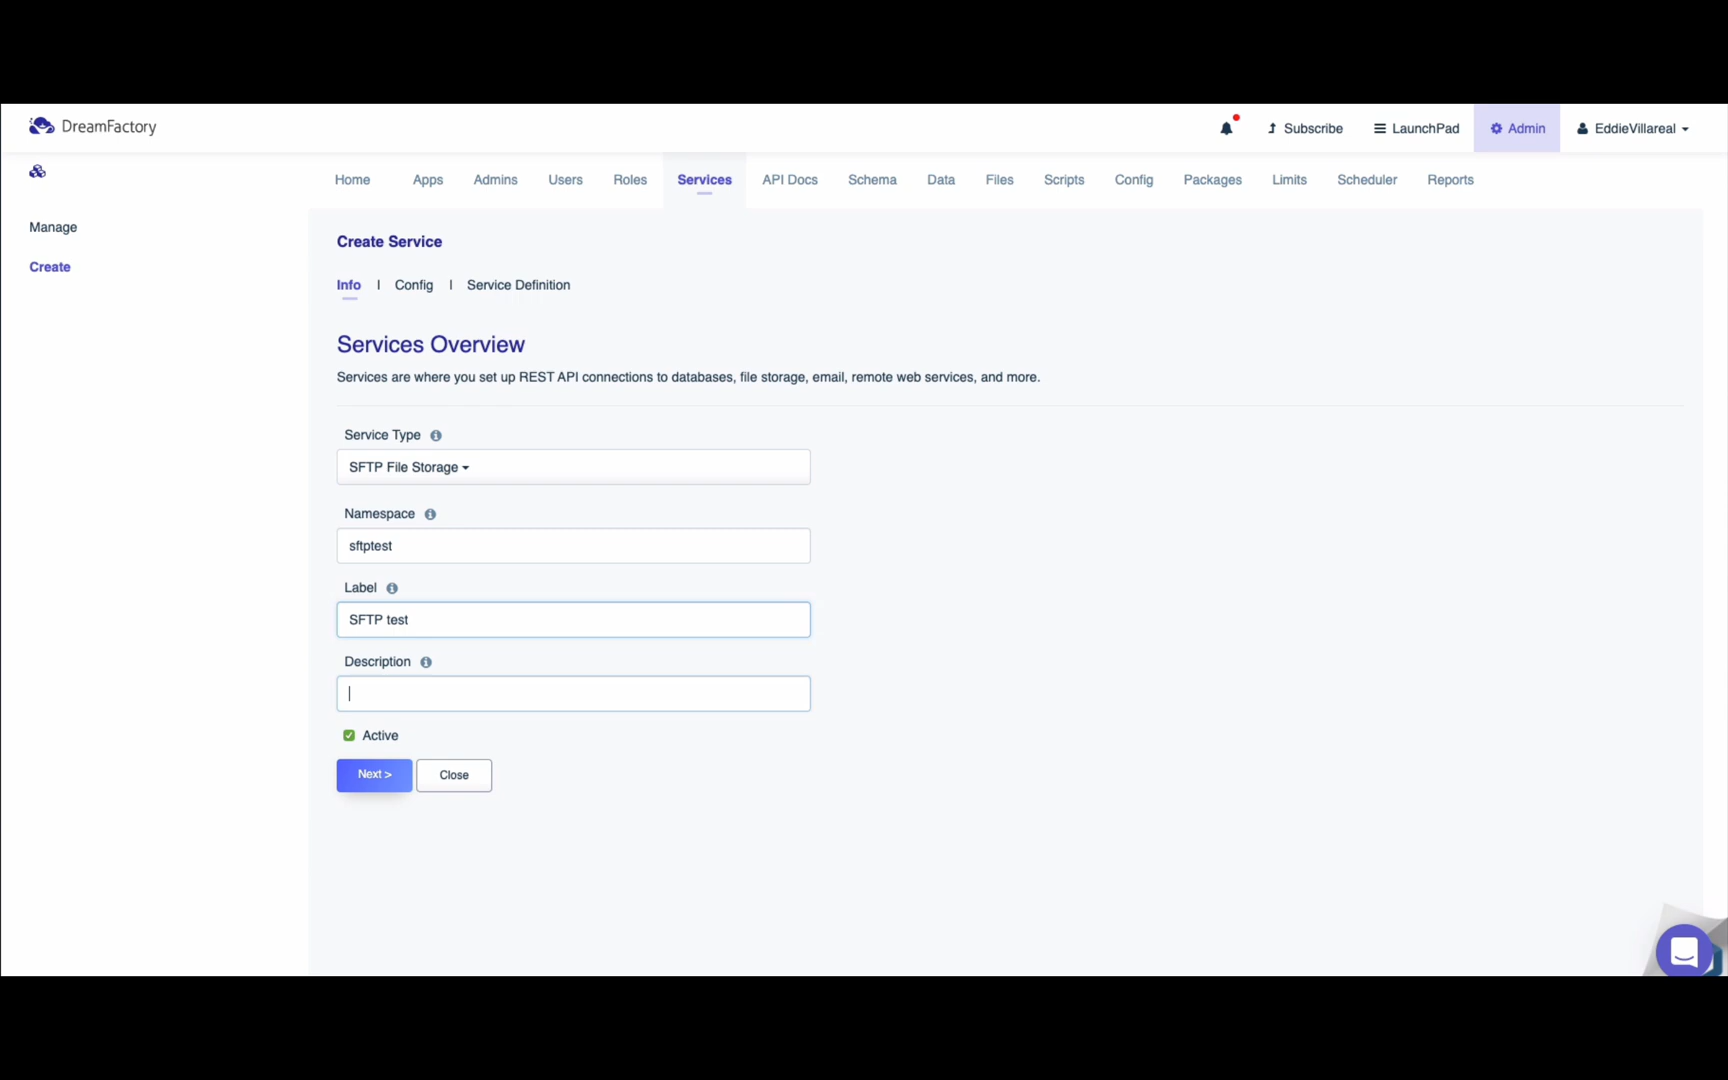 DreamFactory
Subscribe
LaunchPad
Admin
EddieVillareal
Home Apps Admins Users Roles Services API Docs Schema Data Files Scripts Config Packages Limits Scheduler Reports
Manage
Create
Create Service
Info | Config | Service Definition
Services Overview
Services are where you set up REST API connections to databases, file storage, email, remote web services, and more.
Service Type
SFTP File Storage
Namespace
sftptest
Label
SFTP test
Description
Active
Next >
Close